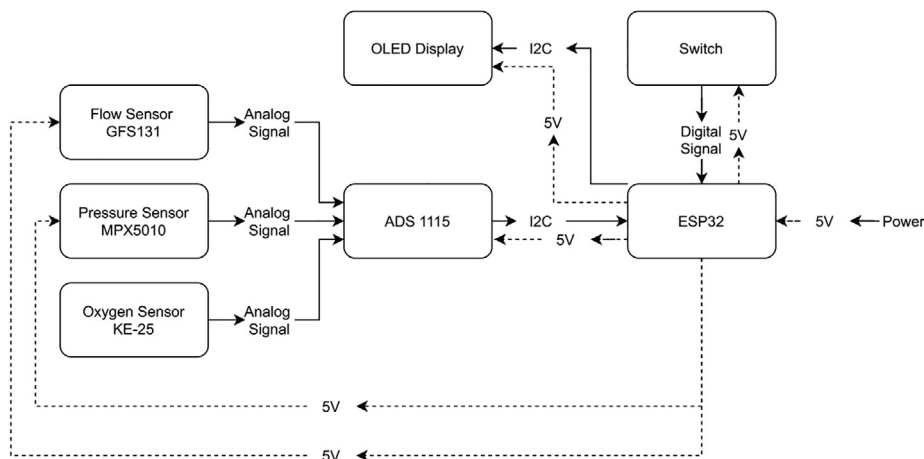 OLED Display
I2C
Switch
Flow Sensor
GFS131
Analog
Signal
5V
Digital
Signal
5V
Pressure Sensor
MPX5010
Analog
Signal
ADS 1115
I2C
5V
ESP32
5V
Power
Oxygen Sensor
KE-25
Analog
Signal
5V
5V